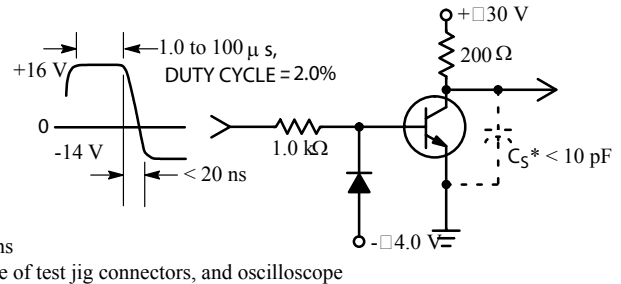 +□30 V
1.0 to 100 μ s,
+16 V
DUTY CYCLE = 2.0%
200 Ω
0
-14 V
1.0 kΩ
CS* < 10 pF
< 20 ns
-□4.0 V
ns
e of test jig connectors, and oscilloscope